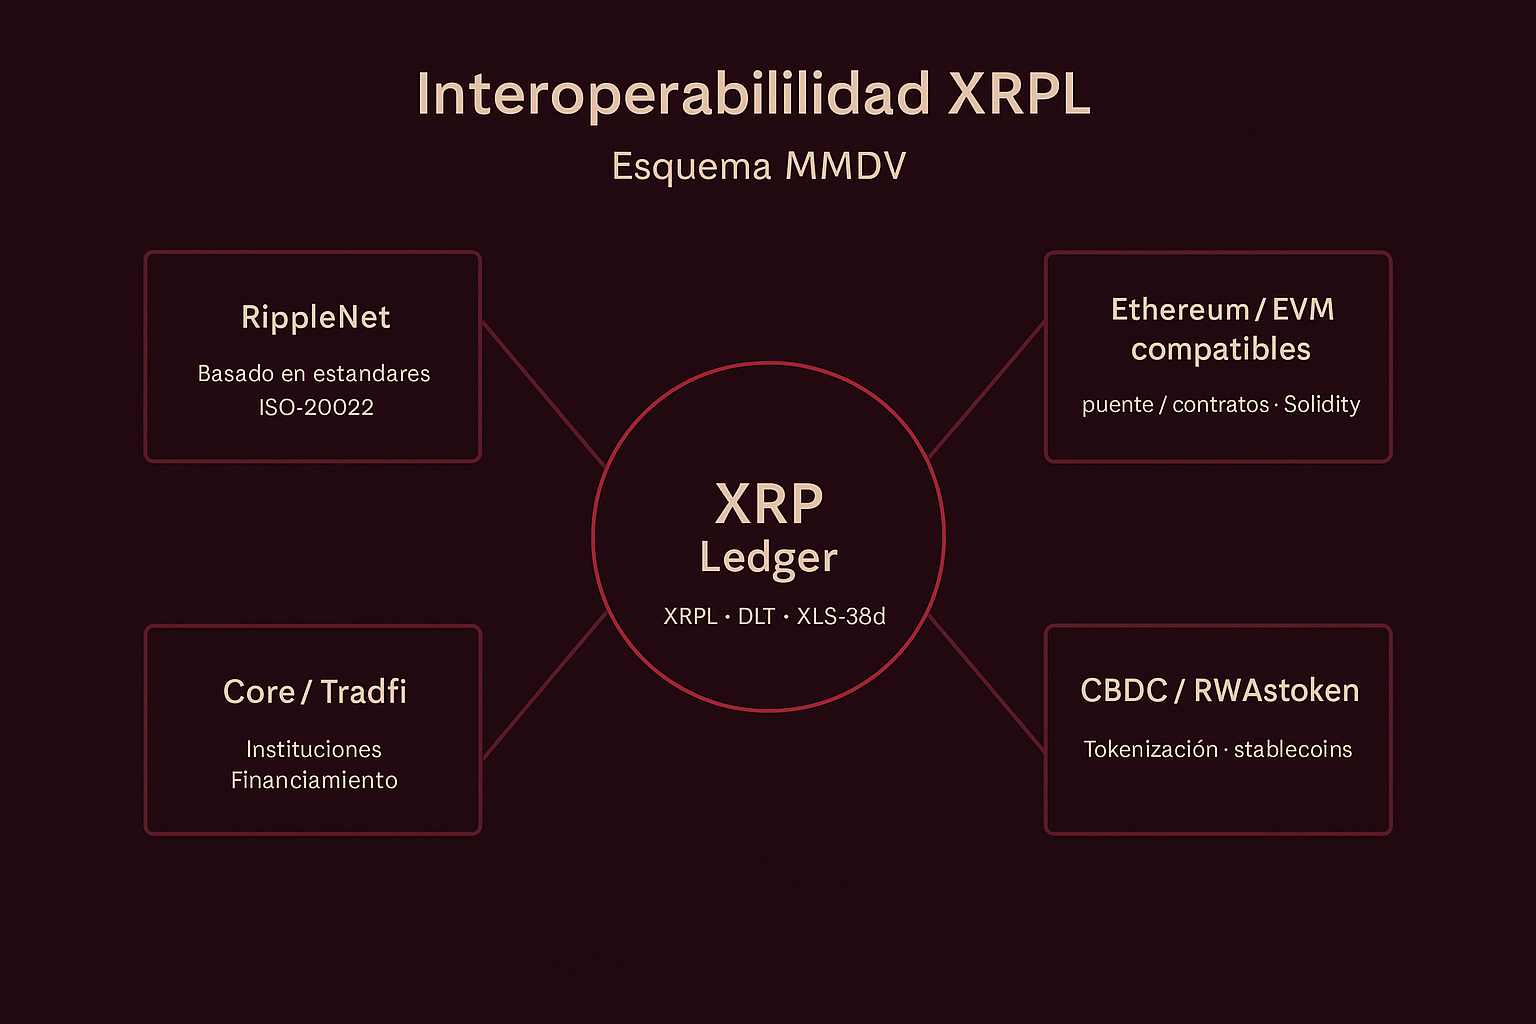 Interoperabililidad XRPL
Esquema MMDV
RippleNet
Basado en estandares
ISO-20022
Ethereum / EVM
compatibles
puente / contratos · Solidity
XRP
Ledger
XRPL • DLT • XLS-38d
Core / Tradfi
Instituciones
Financiamiento
CBDC / RWAstoken
Tokenización · stablecoins